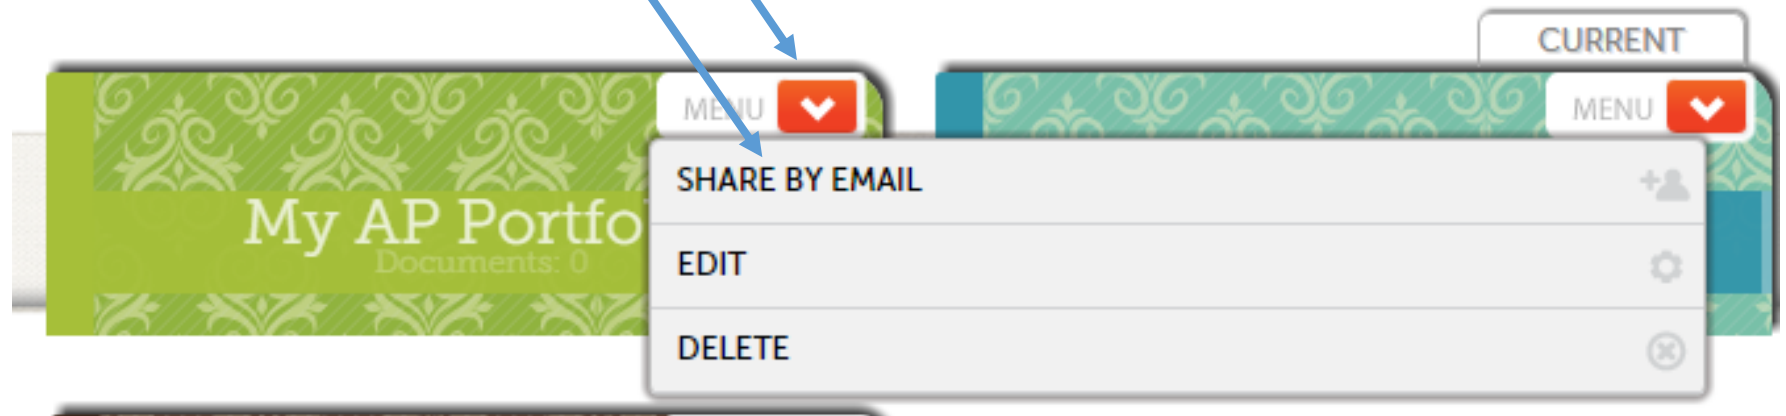 CURRENT
MENU
MENU
SHARE BY EMAIL
My AP Portfo
Documents: 0
EDIT
DELETE